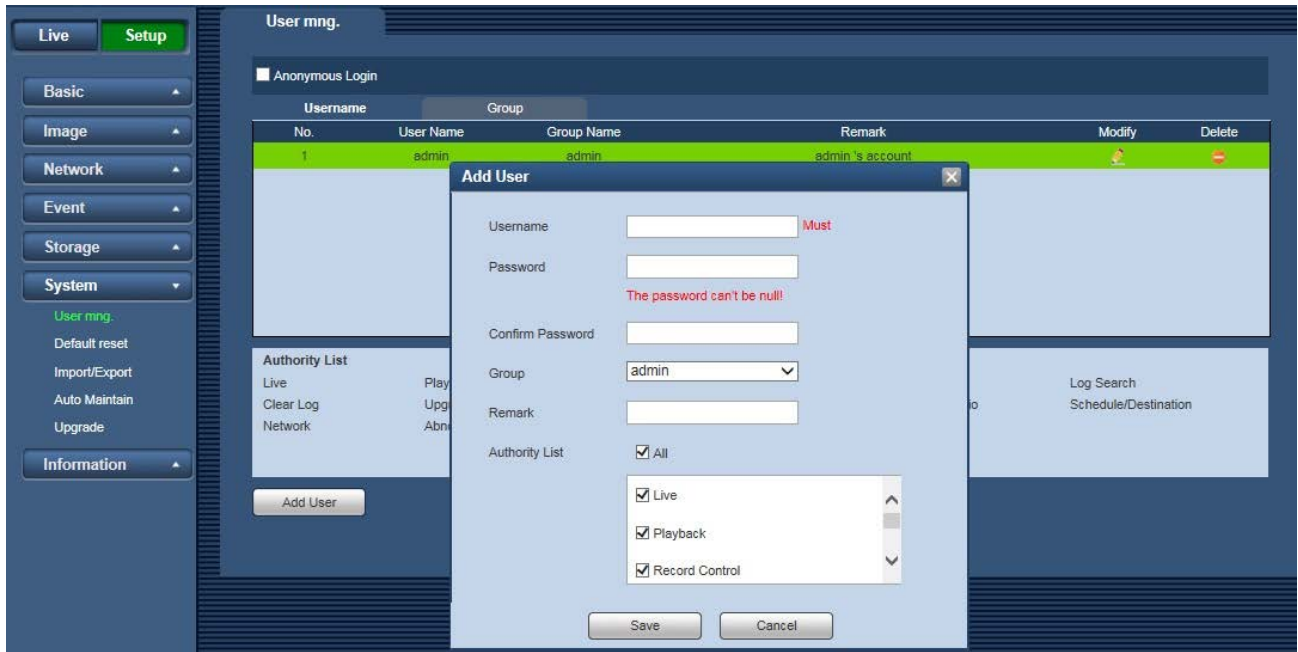 Live Setup
User mng.
Basic
Image
Network
Event
Storage
System
User mng.
Default reset
Import/Export
Auto Maintain
Upgrade
Information
Anonymous Login
Username Group
No. User Name Group Name Remark Modify Delete
1 admin admin admin 's account
Authority List
Live Log Search
Clear Log Schedule/Destination
Network
Add User
Add User
Username Must
Password
The password can't be null!
Confirm Password
Group admin
Remark
Authority List All
Live
Playback
Record Control
Save Cancel